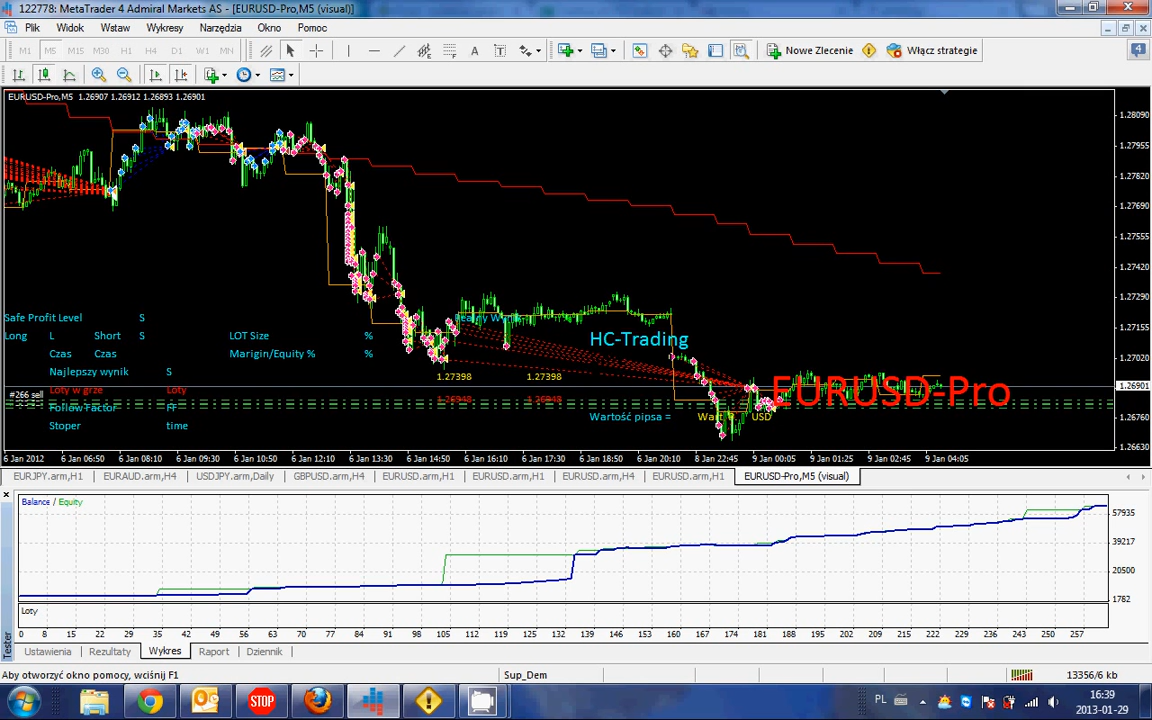 122778: MetaTrader 4 Admiral Markets AS - [EURUSD-Pro,M5 (visual)]
Plik Widok Wstaw Wykresy Narzędzia Okno Pomoc
M1 M5 M15 M30 H1 H4 D1 W1 MN A T Nowe Zlecenie Włącz strategie 4
EURUSD-Pro,M5 1.26907 1.26912 1.26893 1.26901
1.28090
1.27955
1.27820
1.27690
1.27555
1.27420
1.27290
1.27155
1.27020
1.26901
1.26760
1.26630
Safe Profit Level S
Long L Short S LOT Size %
Czas Czas Marigin/Equity % %
Najlepszy wynik S
Loty w grze Loty
#266 sell
Follow Factor FF
Stoper time
HC-Trading
1.27398 1.27398
1.26948 1.26948
EURUSD-Pro
Wartość pipsa = USD
6 Jan 2012 6 Jan 06:50 6 Jan 08:10 6 Jan 09:30 6 Jan 10:50 6 Jan 12:10 6 Jan 13:30 6 Jan 14:50 6 Jan 16:10 6 Jan 17:30 6 Jan 18:50 6 Jan 20:10 8 Jan 22:45 9 Jan 00:05 9 Jan 01:25 9 Jan 02:45 9 Jan 04:05
EURJPY.arm,H1 EURAUD.arm,H4 USDJPY.arm,Daily GBPUSD.arm,H4 EURUSD.arm,H1 EURUSD.arm,H1 EURUSD.arm,H4 EURUSD.arm,H1 EURUSD-Pro,M5 (visual)
Balance / Equity
57935
39217
20500
1782
Loty
0 8 15 22 29 35 42 49 56 63 70 77 84 91 98 105 112 119 126 133 139 146 153 160 167 174 181 188 195 202 209 216 222 229 236 243 250 257
Tester
Ustawienia Rezultaty Wykres Raport Dziennik
Aby otworzyć okno pomocy, wciśnij F1 Sup_Dem 13356/6 kb
STOP
PL
16:39
2013-01-29